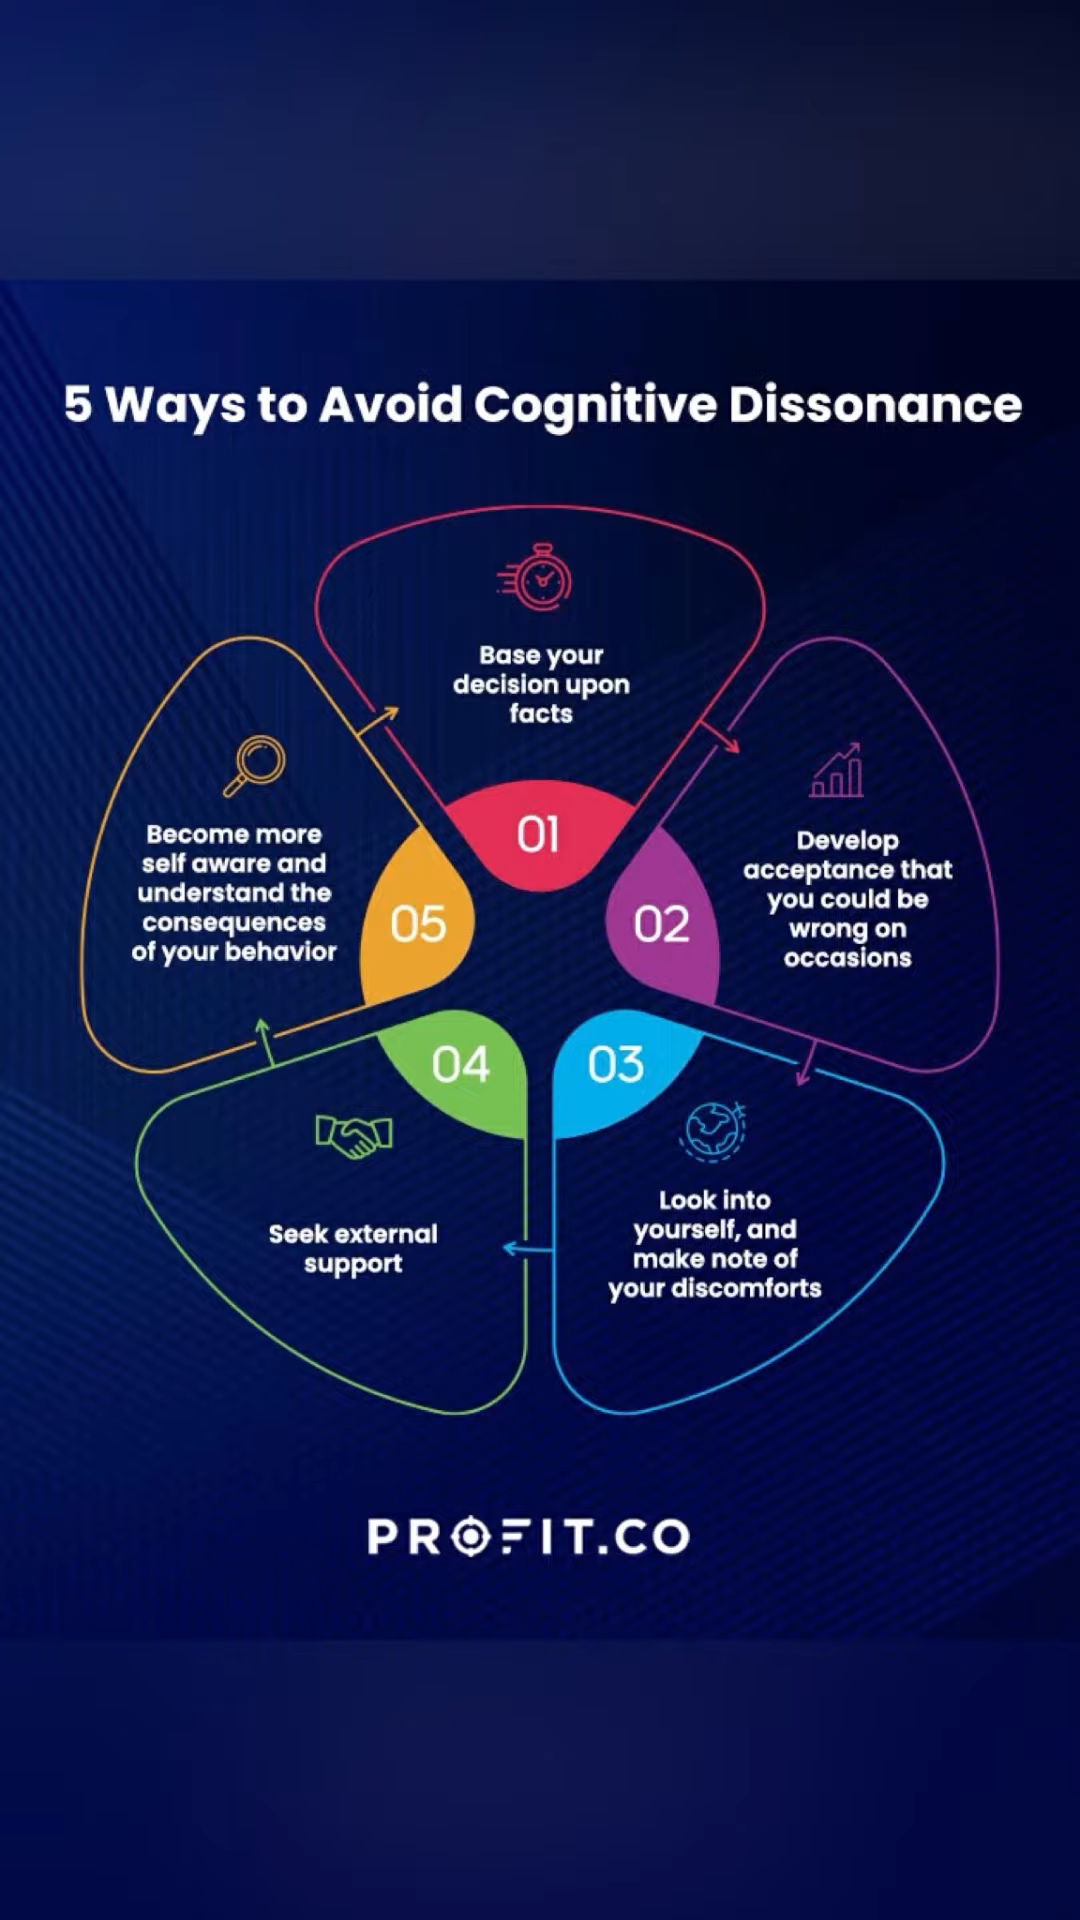 5 Ways to Avoid Cognitive Dissonance
Base your
decision upon
facts
01
Develop
acceptance that
you could be
wrong on
occasions
02
03
Look into
yourself, and
make note of
your discomforts
04
Seek external
support
05
Become more
self aware and
understand the
consequences
of your behavior
PROFIT.CO